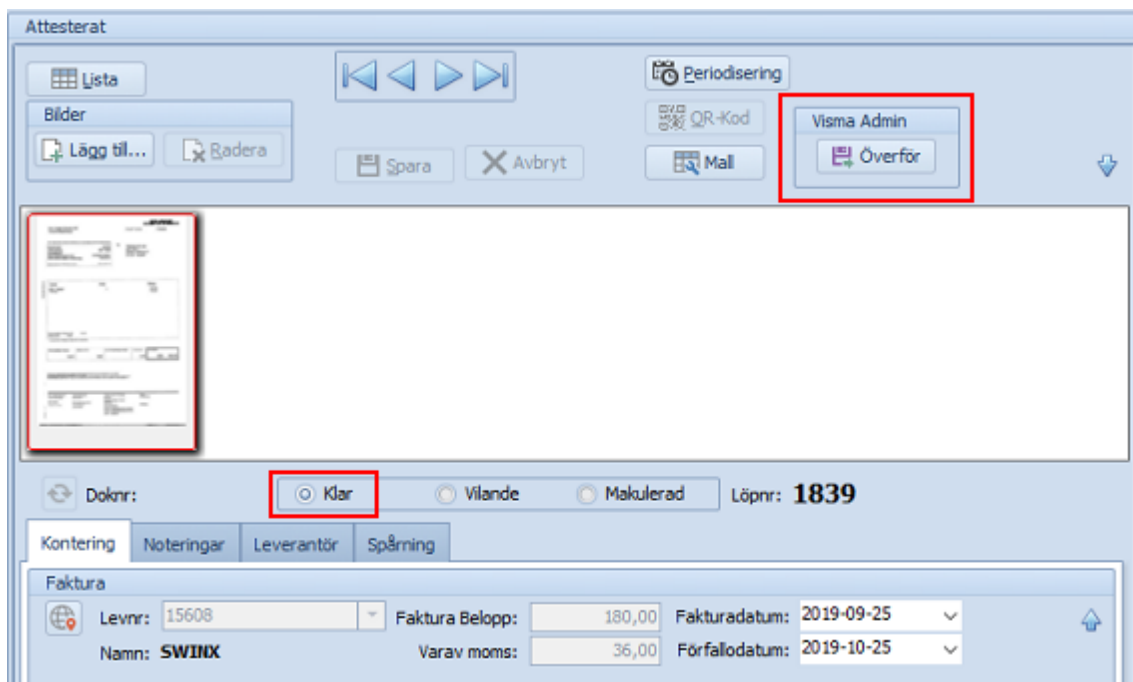 Attesterat
Lista
Periodisering
Bilder
QR-Kod
Visma Admin
Lägg till...
Radera
Spara
Avbryt
Mall
Överför
Doknr:
Klar
Vilande
Makulerad
Löpnr: 1839
Kontering
Noteringar
Leverantör
Spårning
Faktura
Levnr: 15608
Faktura Belopp: 180,00
Fakturadatum: 2019-09-25
Namn: SWINX
Varav moms: 36,00
Förfallodatum: 2019-10-25